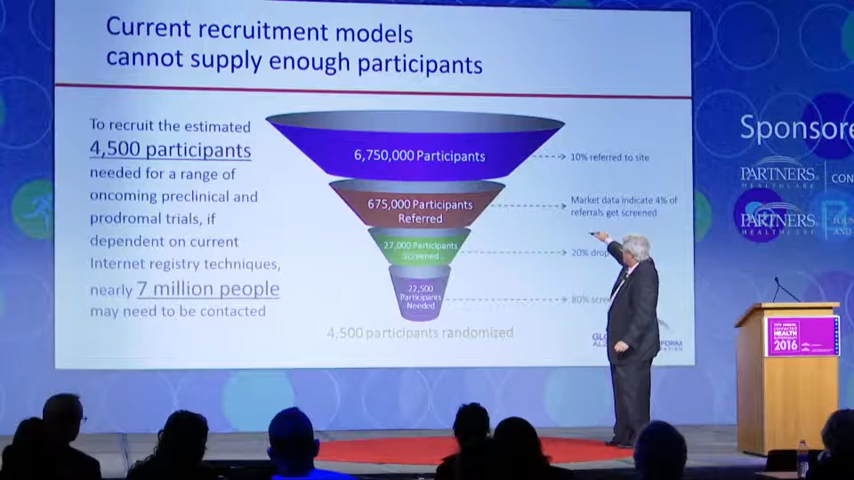 Current recruitment models
cannot supply enough participants
To recruit the estimated
4,500 participants
needed for a range of
oncoming preclinical and
prodromal trials, if
dependent on current
Internet registry techniques,
nearly 7 million people
may need to be contacted
6,750,000 Participants
10% referred to site
675,000 Participants
Referred
Market data indicate 4% of
referrals get screened
27,000 Participants
Screened
20%
22,500
Participants
Needed
80%
4,500 participants randomized
Sponsore
PARTNERS
HEALTHCARE
CON
PARTNERS
HEALTHCARE
HEALTH
2016